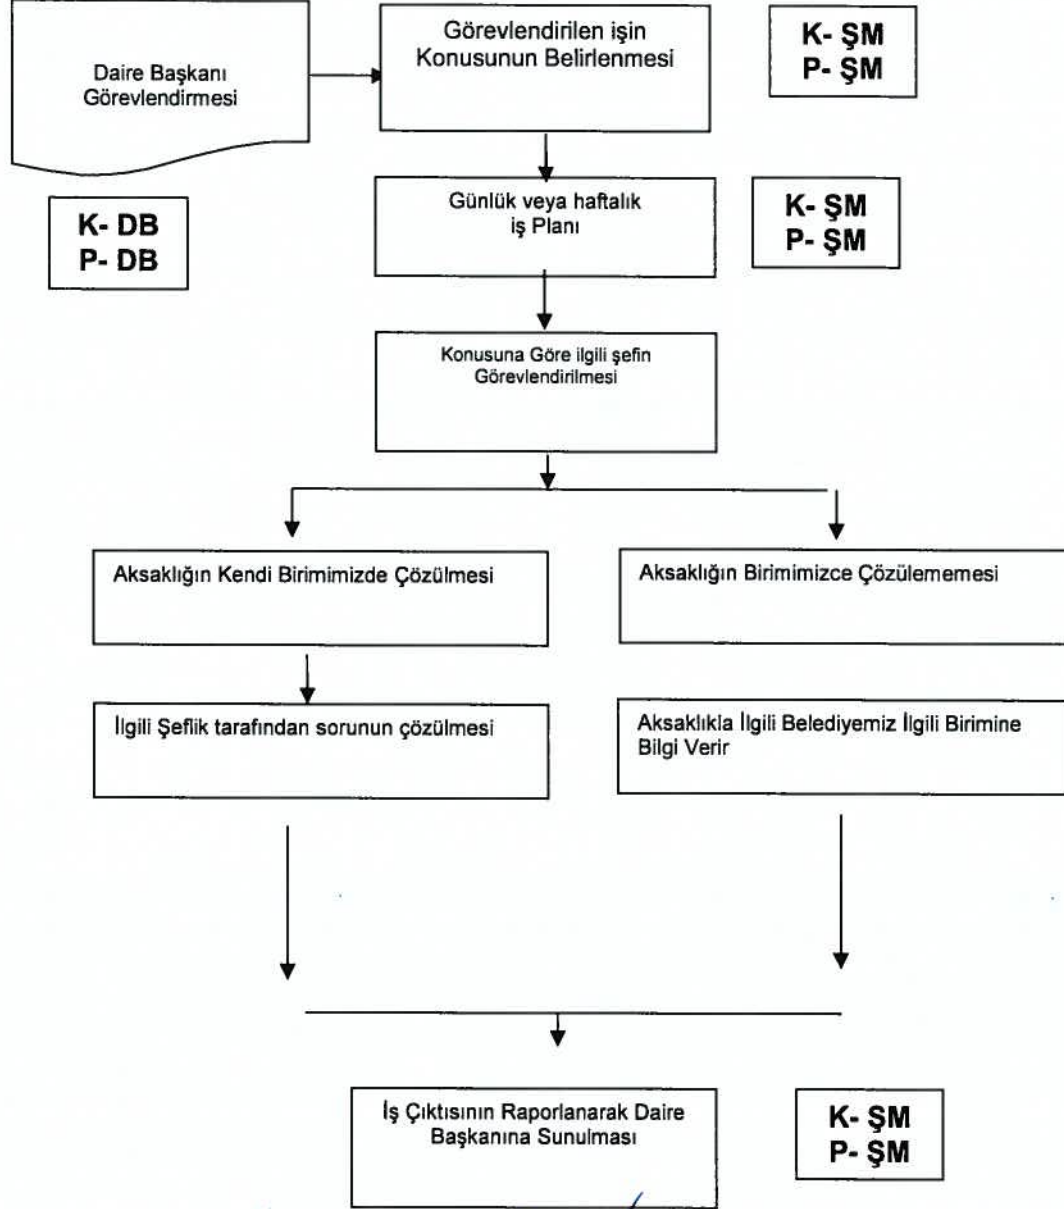 Daire Başkanı
Görevlendirmesi
Görevlendirilen işin
Konusunun Belirlenmesi
K- ŞM
P- ŞM
K- DB
P- DB
Günlük veya haftalık
iş Planı
K- ŞM
P- ŞM
Konusuna Göre ilgili şefin
Görevlendirilmesi
Aksaklığın Kendi Birimimizde Çözülmesi
Aksaklığın Birimimizce Çözülememesi
İlgili Şeflik tarafından sorunun çözülmesi
Aksaklıkla İlgili Belediyemiz İlgili Birimine
Bilgi Verir
İş Çıktısının Raporlanarak Daire
Başkanına Sunulması
K- ŞM
P- ŞM